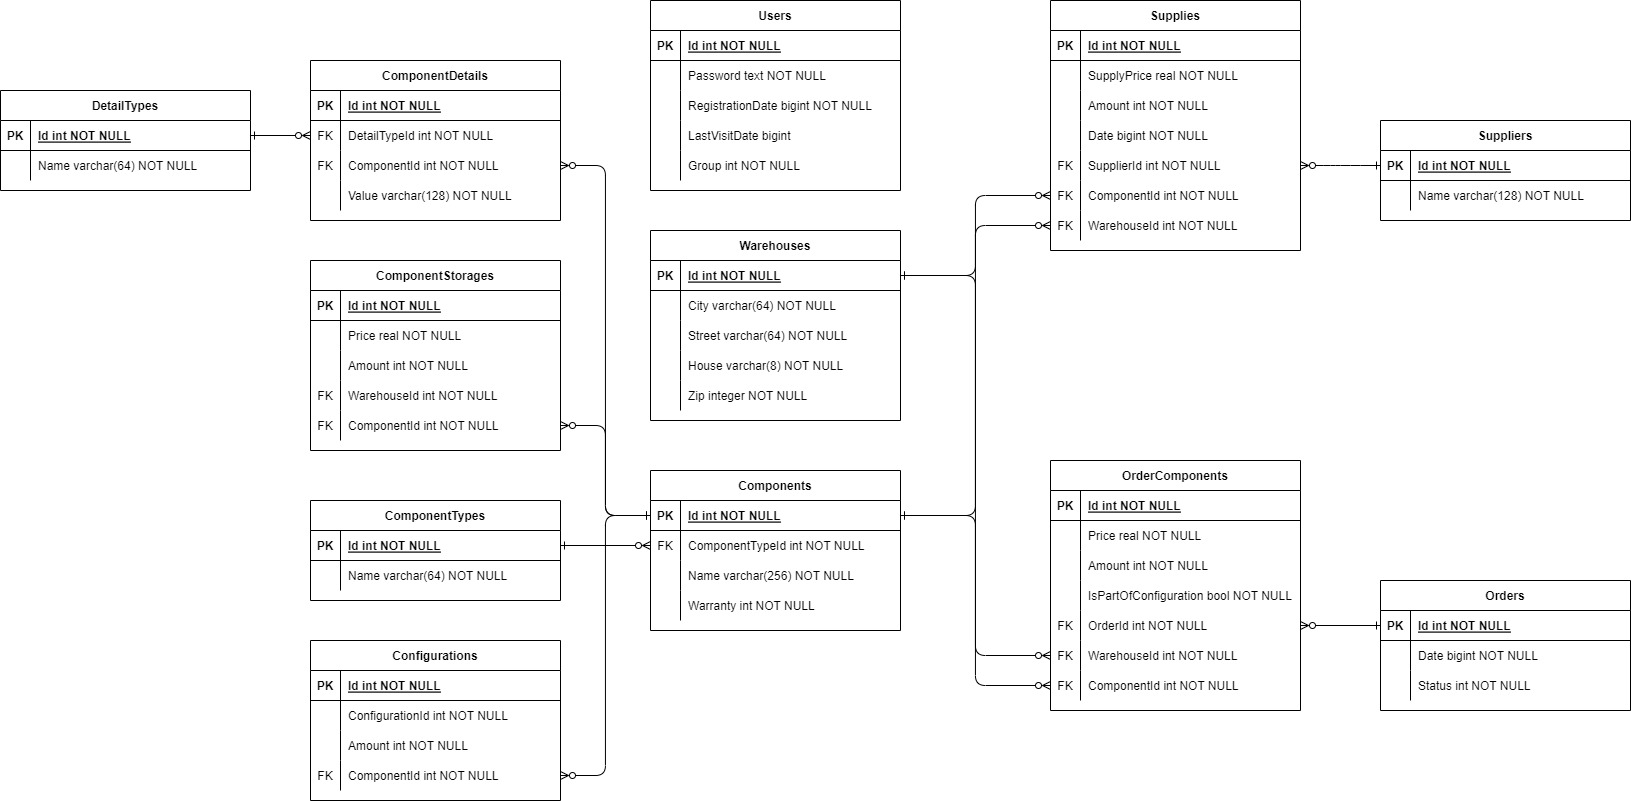 DetailTypes
PK Id int NOT NULL
Name varchar(64) NOT NULL
ComponentDetails
PK Id int NOT NULL
FK DetailTypeId int NOT NULL
FK ComponentId int NOT NULL
Value varchar(128) NOT NULL
ComponentStorages
PK Id int NOT NULL
Price real NOT NULL
Amount int NOT NULL
FK WarehouseId int NOT NULL
FK ComponentId int NOT NULL
ComponentTypes
PK Id int NOT NULL
Name varchar(64) NOT NULL
Configurations
PK Id int NOT NULL
ConfigurationId int NOT NULL
Amount int NOT NULL
FK ComponentId int NOT NULL
Users
PK Id int NOT NULL
Password text NOT NULL
RegistrationDate bigint NOT NULL
LastVisitDate bigint
Group int NOT NULL
Warehouses
PK Id int NOT NULL
City varchar(64) NOT NULL
Street varchar(64) NOT NULL
House varchar(8) NOT NULL
Zip integer NOT NULL
Components
PK Id int NOT NULL
FK ComponentTypeId int NOT NULL
Name varchar(256) NOT NULL
Warranty int NOT NULL
Supplies
PK Id int NOT NULL
SupplyPrice real NOT NULL
Amount int NOT NULL
Date bigint NOT NULL
FK SupplierId int NOT NULL
FK ComponentId int NOT NULL
FK WarehouseId int NOT NULL
OrderComponents
PK Id int NOT NULL
Price real NOT NULL
Amount int NOT NULL
IsPartOfConfiguration bool NOT NULL
FK OrderId int NOT NULL
FK WarehouseId int NOT NULL
FK ComponentId int NOT NULL
Suppliers
PK Id int NOT NULL
Name varchar(128) NOT NULL
Orders
PK Id int NOT NULL
Date bigint NOT NULL
Status int NOT NULL